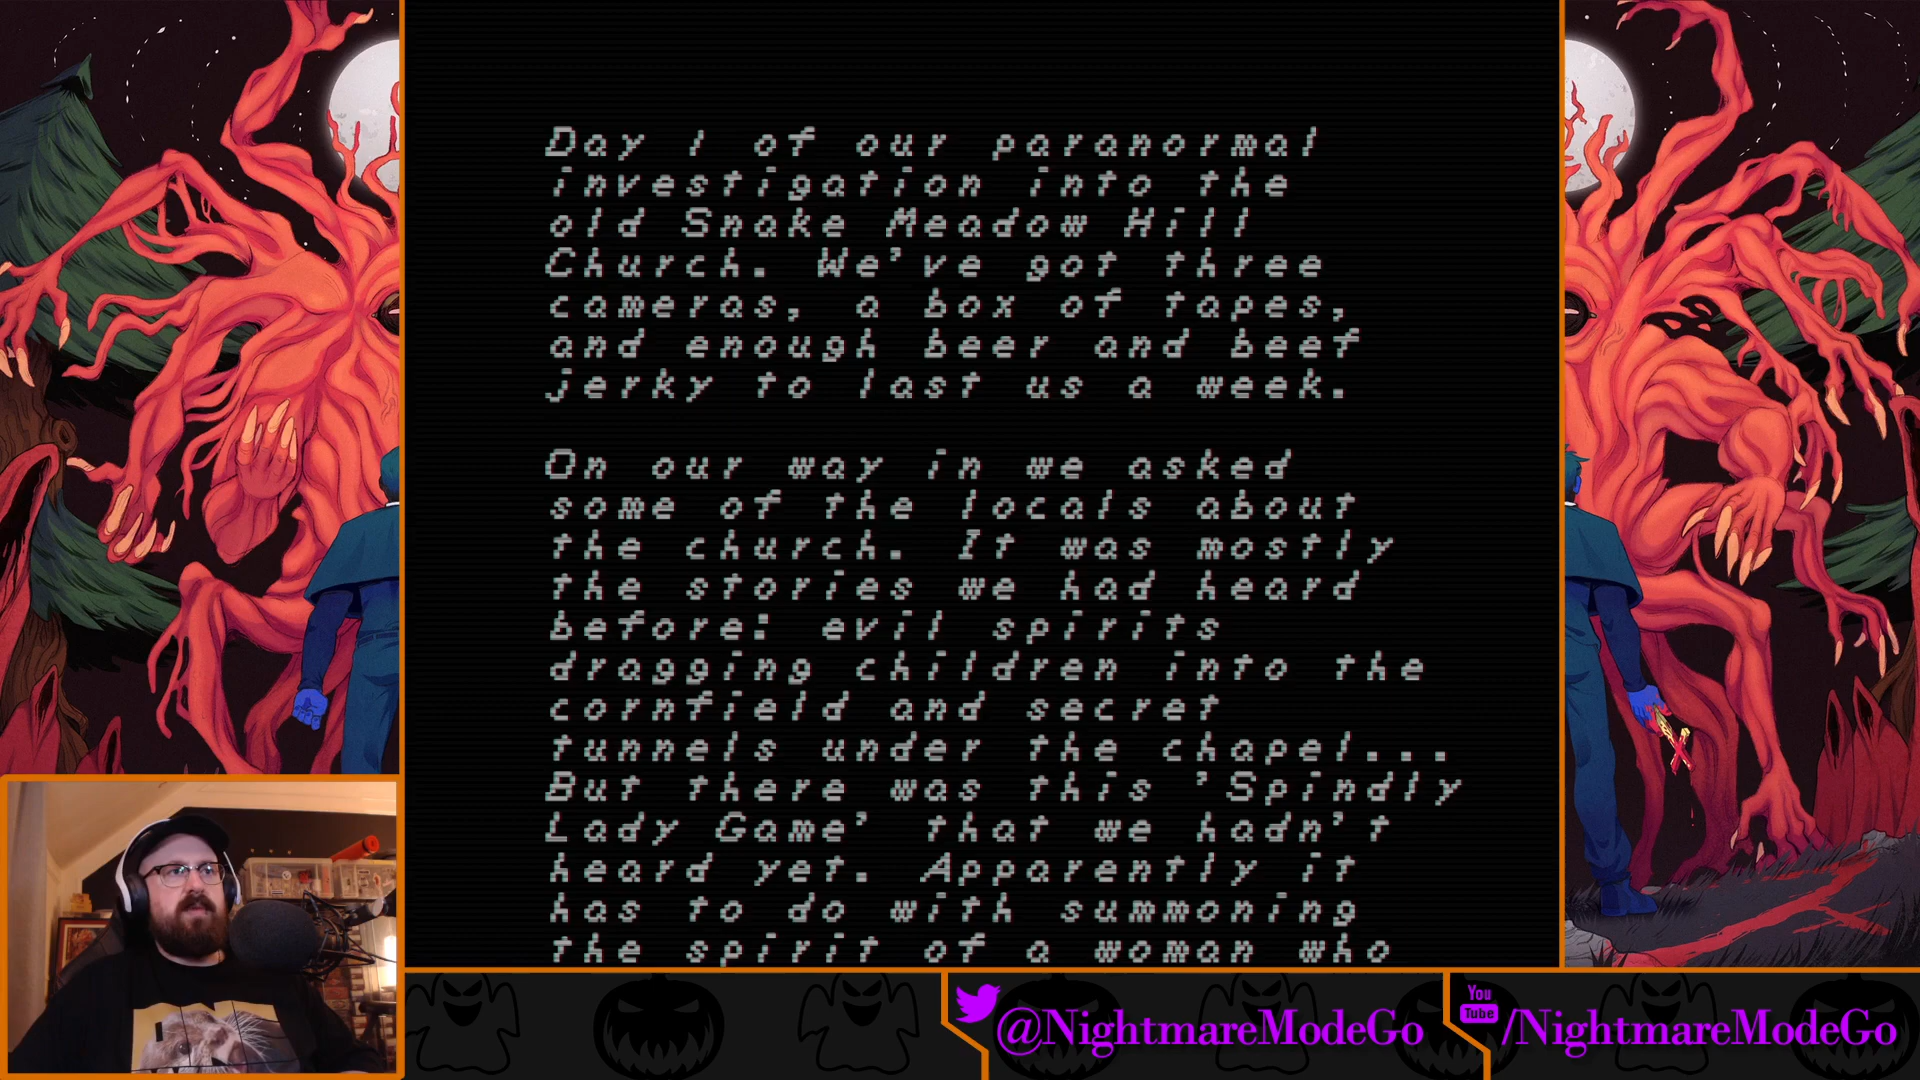 Day 1 of our paranormal
investigation into the
old Snake Meadow Hill
Church. We've got three
cameras, a box of tapes,
and enough beer and beef
jerky to last us a week.
On our way in we asked
some of the locals about
the church. It was mostly
the stories we had heard
before: evil spirits
dragging children into the
cornfield and secret
tunnels under the chapel...
But there was this 'Spindly
Lady Game' that we hadn't
heard yet. Apparently it
has to do with summoning
the spirit of a woman who
@NightmareModeGo
You
Tube
/NightmareModeGo